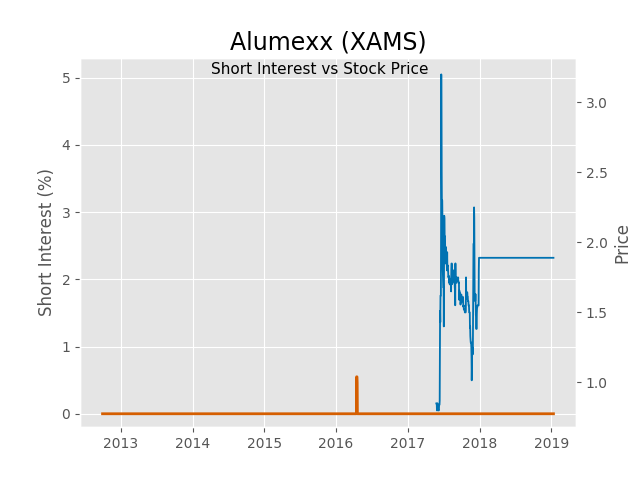 Alumexx (XAMS)
Short Interest vs Stock Price
Short Interest (%)
Price
5
4
3
2
1
0
3.0
2.5
2.0
1.5
1.0
2013 2014 2015 2016 2017 2018 2019